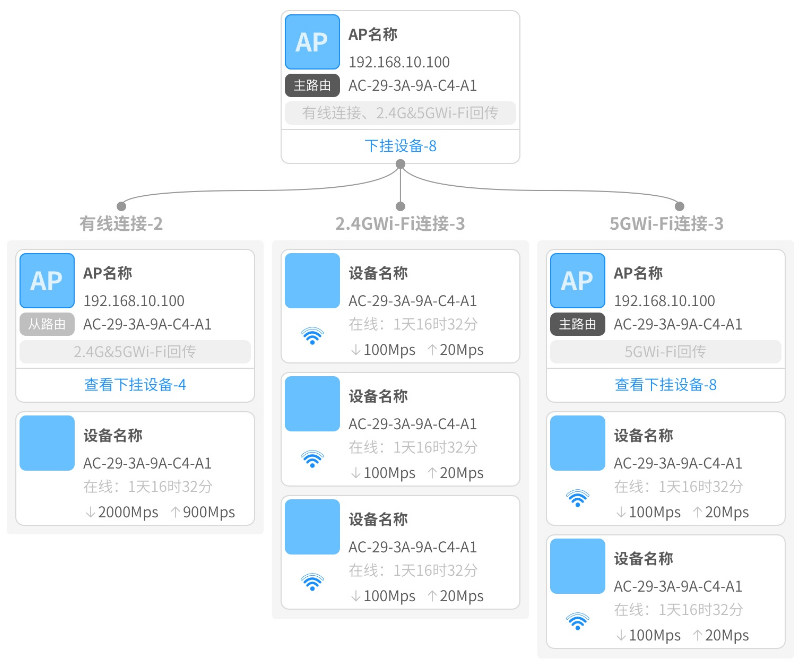 AP
AP名称
192.168.10.100
主路由
AC-29-3A-9A-C4-A1
有线连接、2.4G&5GWi-Fi回传
下挂设备-8
有线连接-2
AP
AP名称
192.168.10.100
从路由
AC-29-3A-9A-C4-A1
2.4G&5GWi-Fi回传
查看下挂设备-4
设备名称
AC-29-3A-9A-C4-A1
在线：1天16时32分
↓2000Mps ↑900Mps
2.4GWi-Fi连接-3
设备名称
AC-29-3A-9A-C4-A1
在线：1天16时32分
↓100Mps ↑20Mps
设备名称
AC-29-3A-9A-C4-A1
在线：1天16时32分
↓100Mps ↑20Mps
设备名称
AC-29-3A-9A-C4-A1
在线：1天16时32分
↓100Mps ↑20Mps
5GWi-Fi连接-3
AP
AP名称
192.168.10.100
主路由
AC-29-3A-9A-C4-A1
5GWi-Fi回传
查看下挂设备-8
设备名称
AC-29-3A-9A-C4-A1
在线：1天16时32分
↓100Mps ↑20Mps
设备名称
AC-29-3A-9A-C4-A1
在线：1天16时32分
↓100Mps ↑20Mps